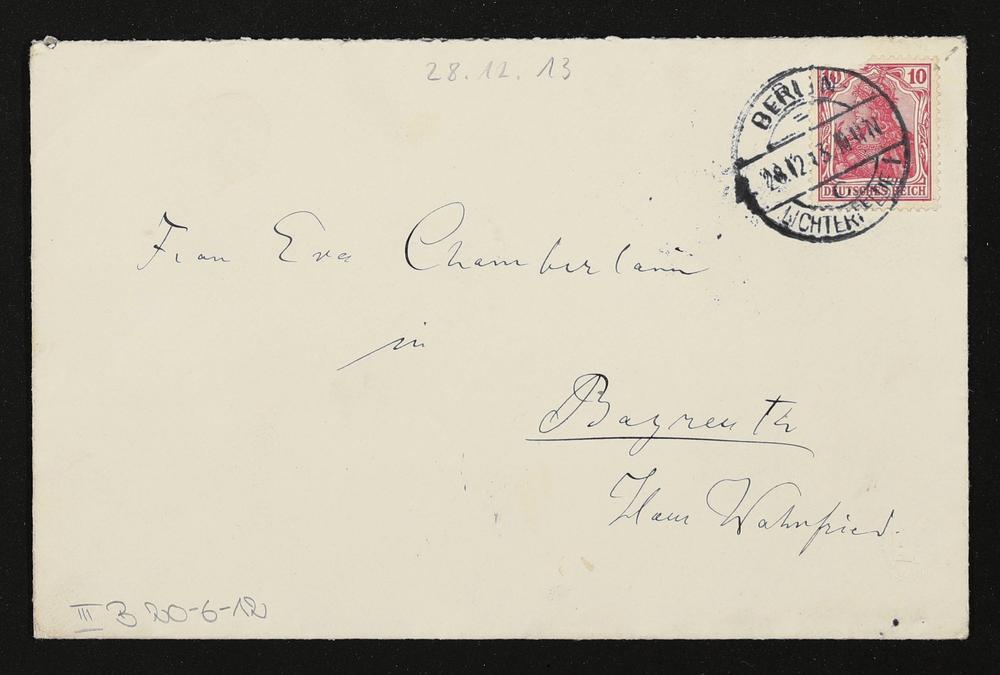 28.12.13
10 10
DEUTSCHES REICH
BERLIN
28.12.13
LICHTERFELDE
Frau Eva Chamberlain
in
Bayreuth
Haus Wahnfried.
III B 20-6-12